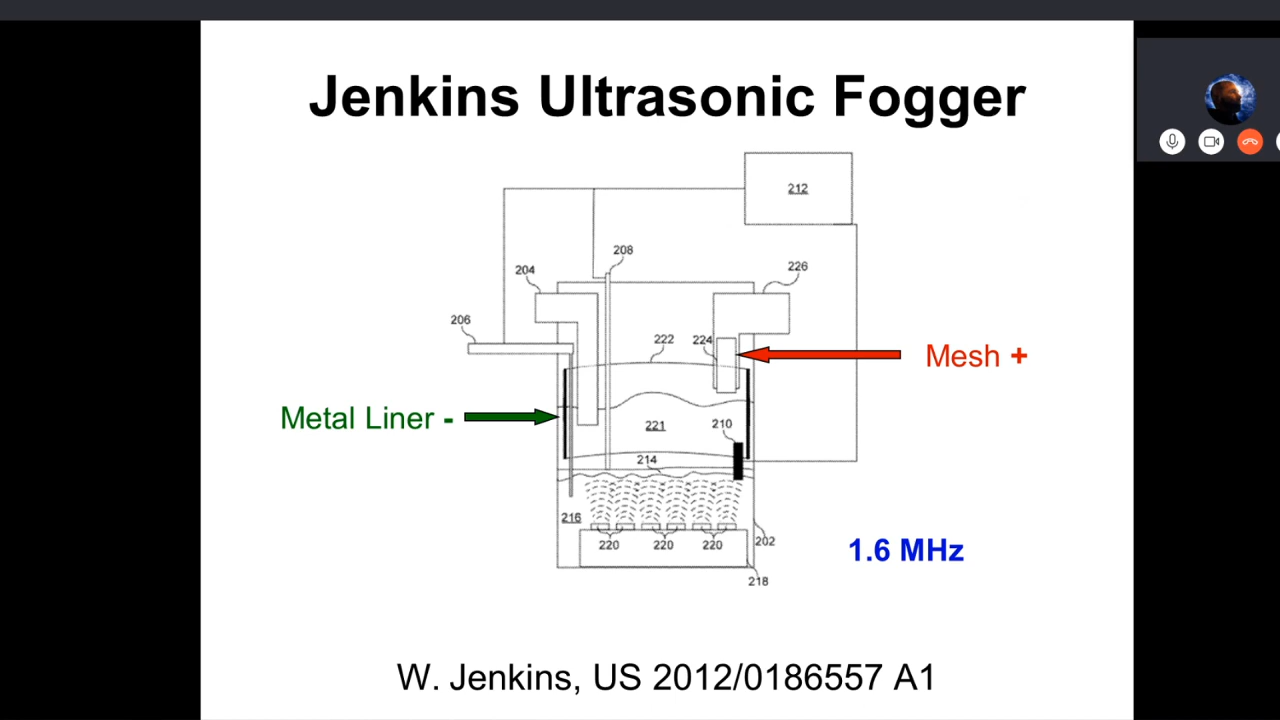 Jenkins Ultrasonic Fogger
212
208
204
226
206
222
224
Mesh +
Metal Liner -
221
210
214
216
220 220 220
202
1.6 MHz
218
W. Jenkins, US 2012/0186557 A1